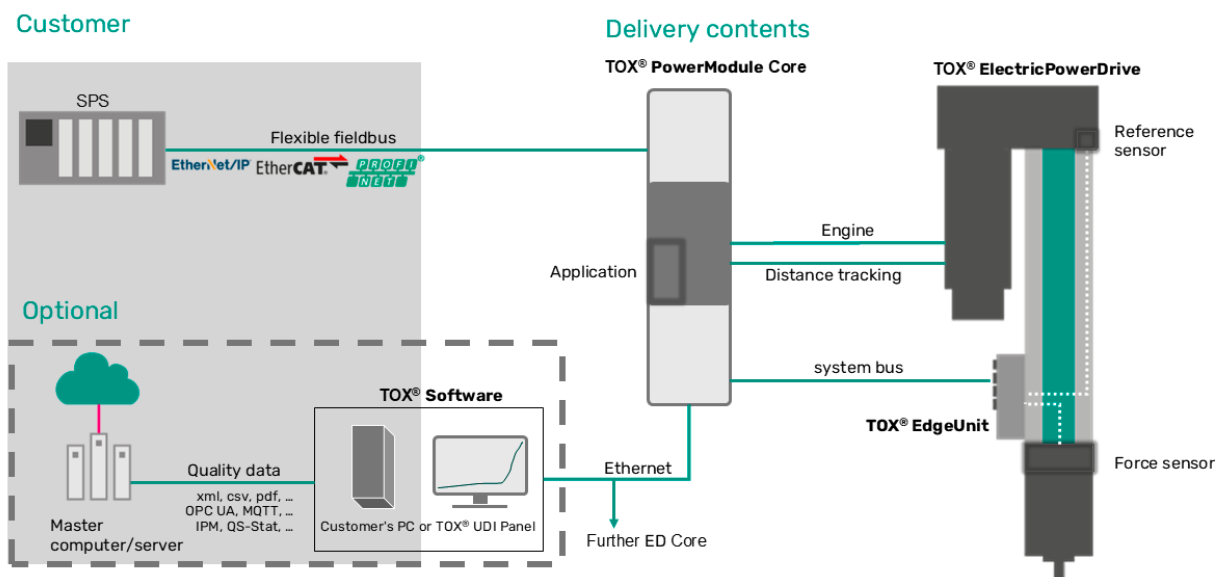 Customer
Delivery contents
TOX® PowerModule Core
TOX® ElectricPowerDrive
SPS
Flexible fieldbus
EtherNet/IP
EtherCAT®
PROFI®
NET
Reference
sensor
Engine
Application
Distance tracking
Optional
system bus
TOX® Software
TOX® EdgeUnit
Quality data
xml, csv, pdf, ...
OPC UA, MQTT, ...
IPM, QS-Stat, ...
Ethernet
Force sensor
Master
computer/server
Customer's PC or TOX® UDI Panel
Further ED Core